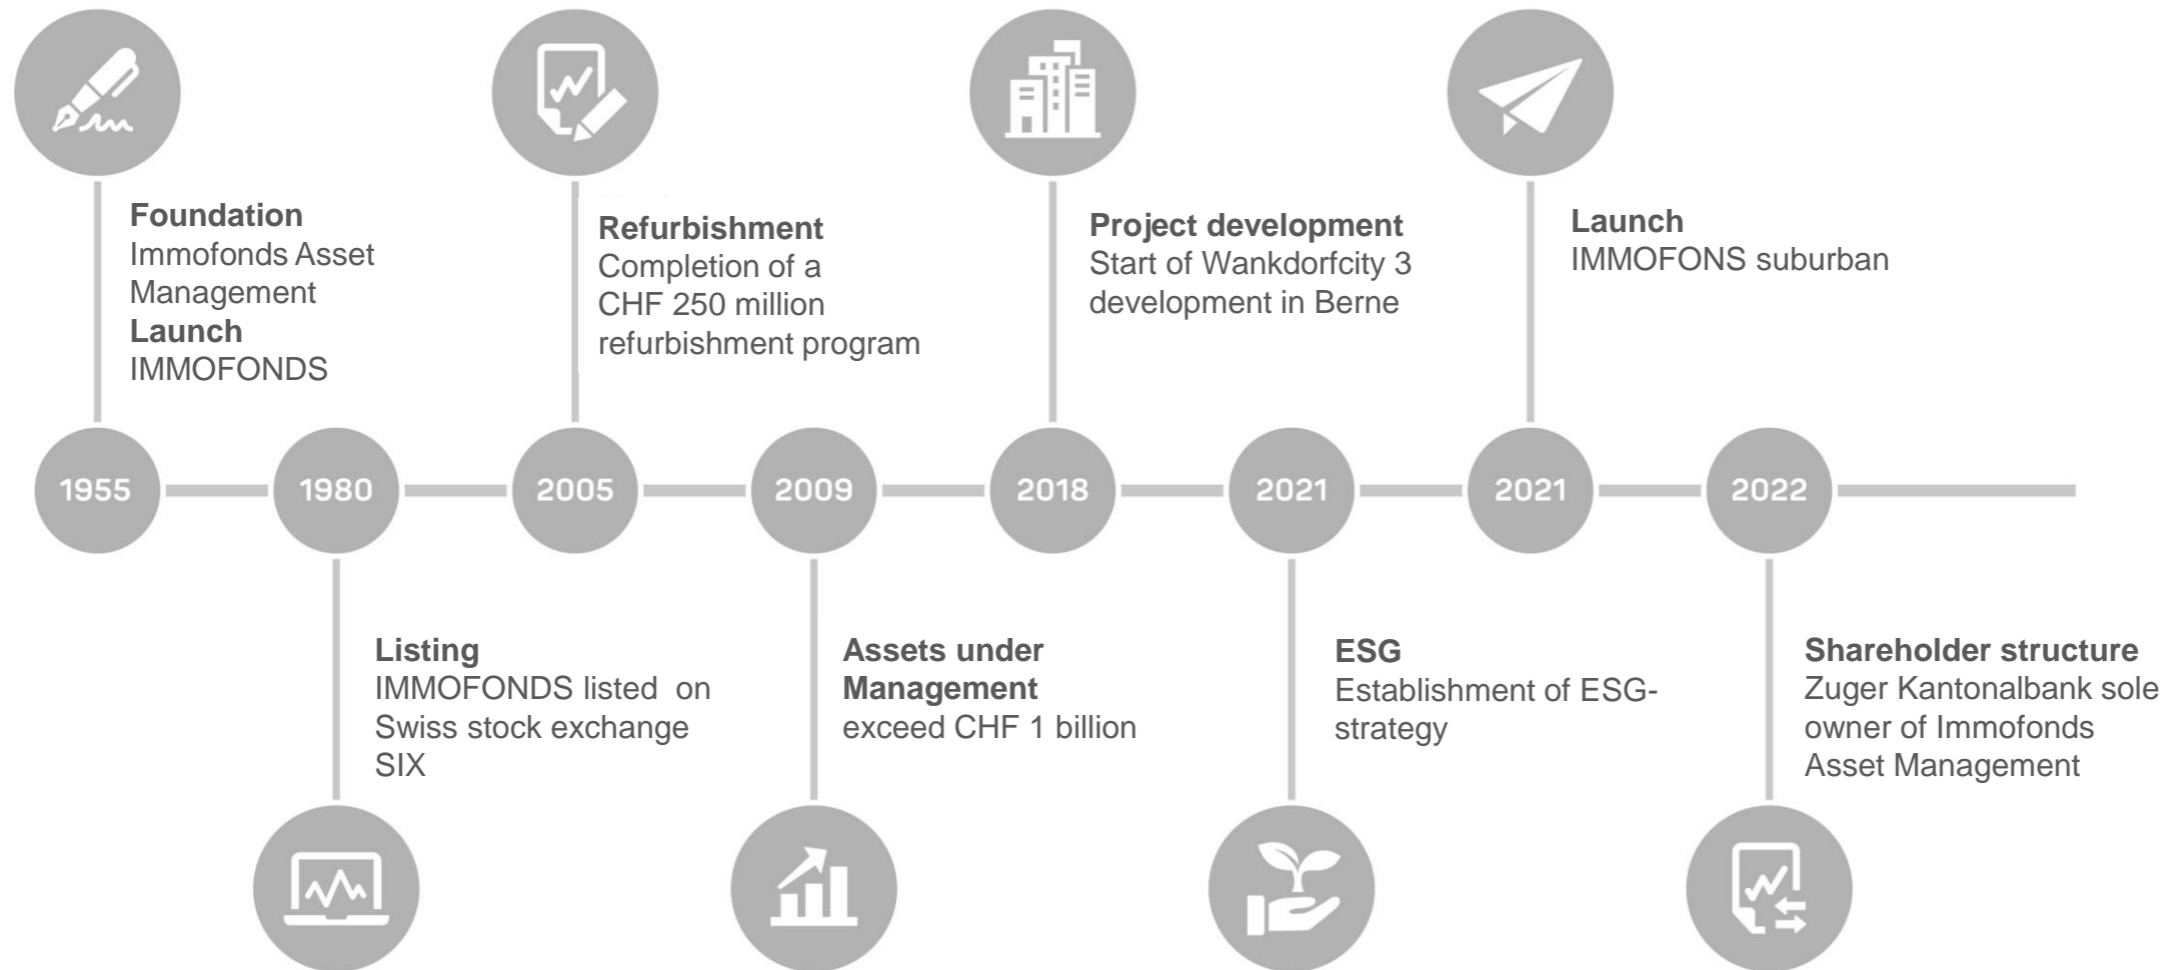 Foundation
Immofonds Asset
Management
Launch
IMMOFONDS
Refurbishment
Completion of a
CHF 250 million
refurbishment program
Project development
Start of Wankdorfcity 3
development in Berne
Launch
IMMOFONS suburban
1955
1980
2005
2009
2018
2021
2021
2022
Listing
IMMOFONDS listed  on
Swiss stock exchange
SIX
Assets under
Management
exceed CHF 1 billion
ESG
Establishment of ESG-
strategy
Shareholder structure
Zuger Kantonalbank sole
owner of Immofonds
Asset Management